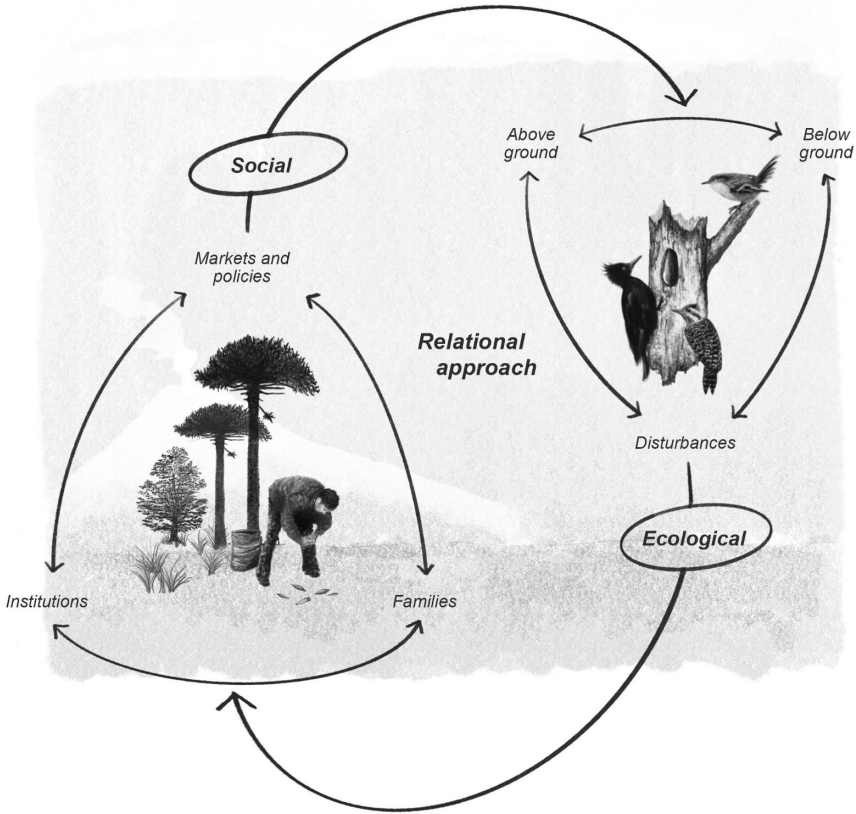 Above
ground
Below
ground
Social
Markets and
policies
Relational
approach
Disturbances
Ecological
Institutions
Families